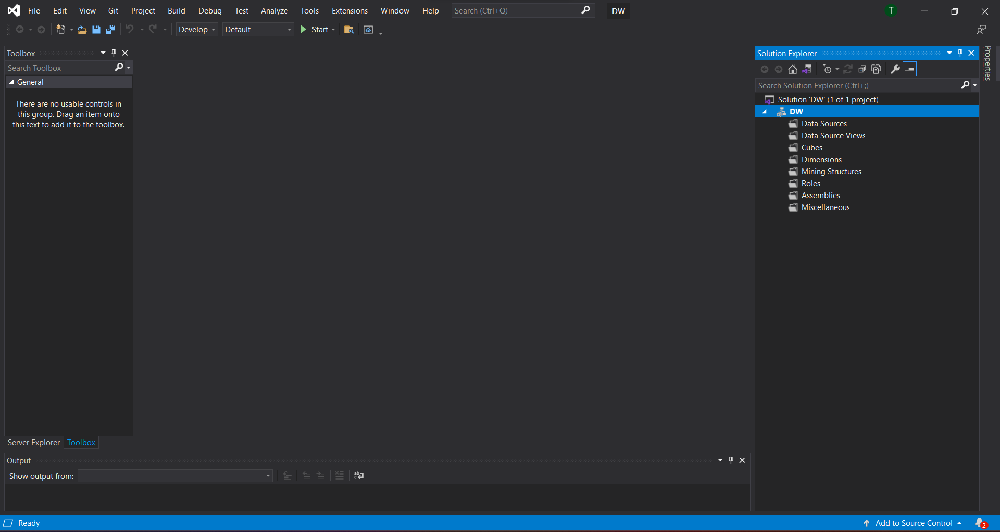 File Edit View Git Project Build Debug Test Analyze Tools Extensions Window Help Search (Ctrl+Q) DW T
Develop Default Start
Toolbox
Search Toolbox
General
There are no usable controls in
this group. Drag an item onto
this text to add it to the toolbox.
Server Explorer Toolbox
Output
Show output from:
Solution Explorer
Search Solution Explorer (Ctrl+;)
Solution 'DW' (1 of 1 project)
DW
Data Sources
Data Source Views
Cubes
Dimensions
Mining Structures
Roles
Assemblies
Miscellaneous
Properties
Ready
Add to Source Control 2